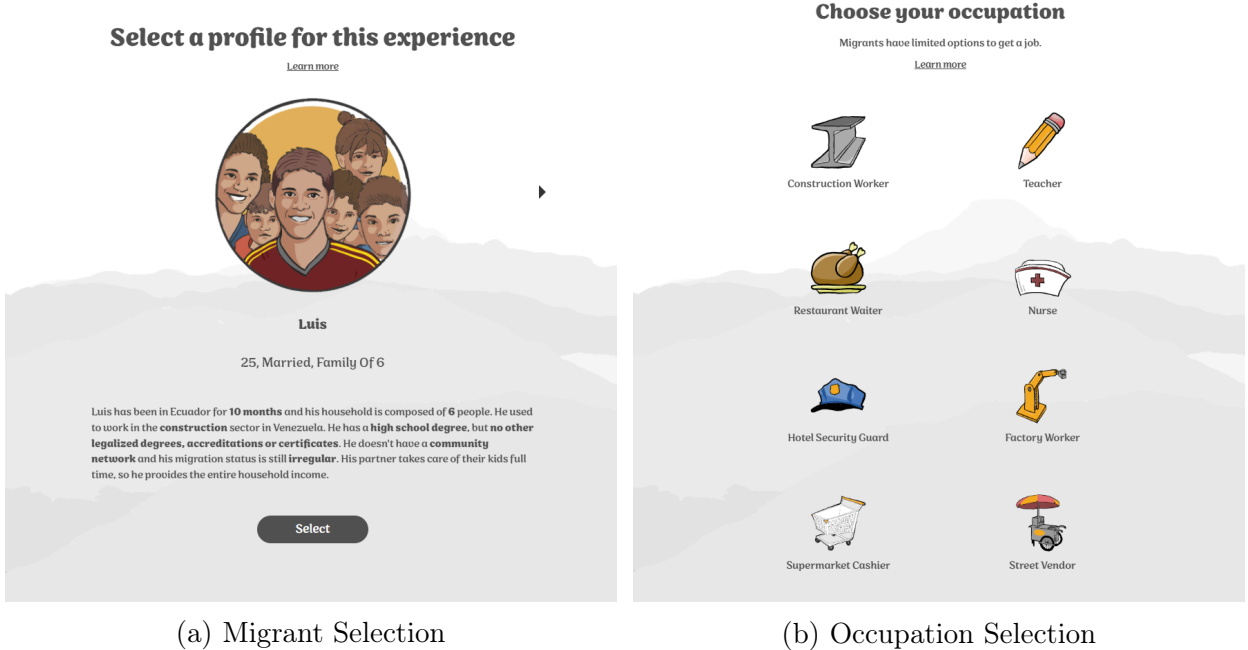 Select a profile for this experience
Learn more
Luis
25, Married, Family Of 6
Luis has been in Ecuador for 10 months and his household is composed of 6 people. He used
to work in the construction sector in Venezuela. He has a high school degree, but no other
legalized degrees, accreditations or certificates. He doesn't have a community
network and his migration status is still irregular. His partner takes care of their kids full
time, so he provides the entire household income.
Select
(a) Migrant Selection
Choose your occupation
Migrants have limited options to get a job.
Learn more
Construction Worker
Teacher
Restaurant Waiter
Nurse
Hotel Security Guard
Factory Worker
Supermarket Cashier
Street Vendor
(b) Occupation Selection